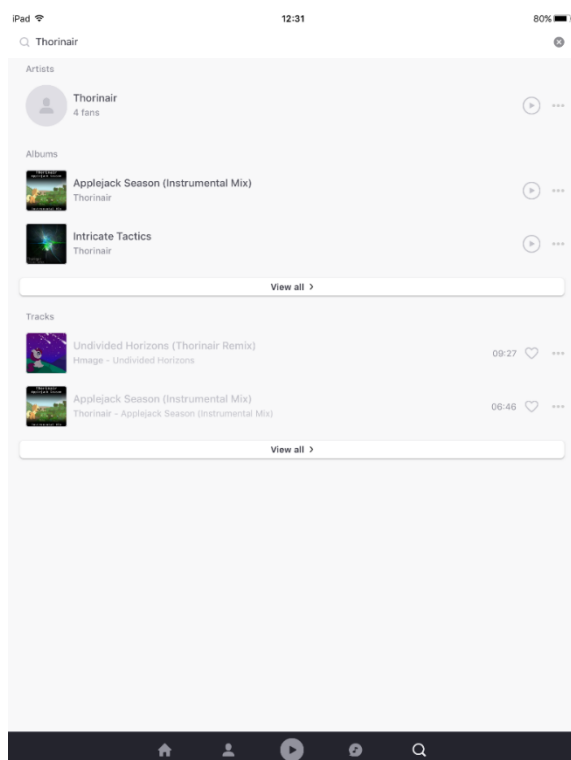 iPad 12:31 80%
Thorinair
Artists
Thorinair
4 fans
Albums
Applejack Season (Instrumental Mix)
Thorinair
Intricate Tactics
Thorinair
View all >
Tracks
Undivided Horizons (Thorinair Remix)
Hmage - Undivided Horizons
09:27
Applejack Season (Instrumental Mix)
Thorinair - Applejack Season (Instrumental Mix)
06:46
View all >